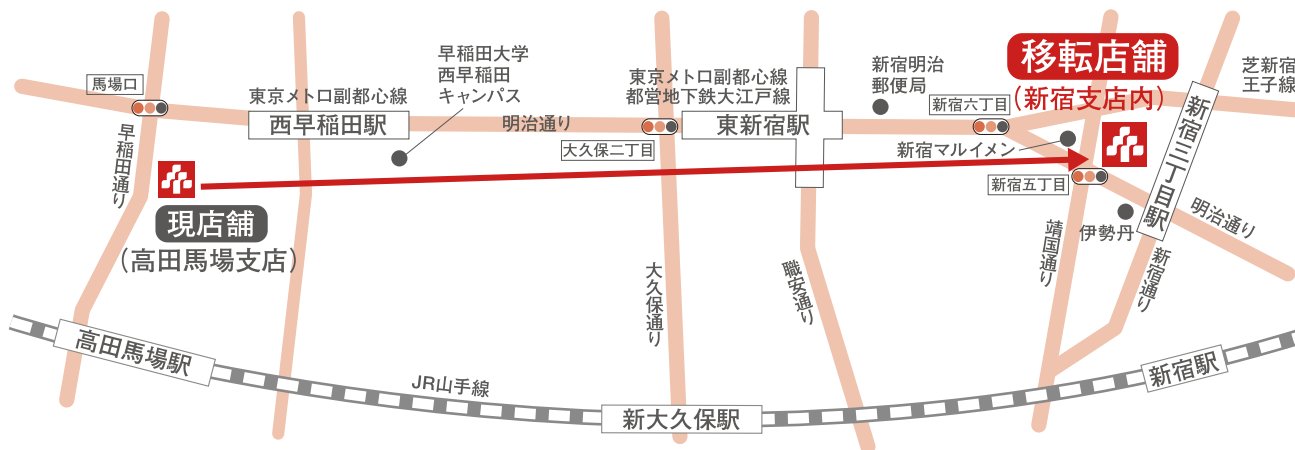 馬場口
早稲田通り
現店舗
（高田馬場支店）
東京メトロ副都心線
西早稲田駅
早稲田大学
西早稲田
キャンパス
明治通り
東京メトロ副都心線
都営地下鉄大江戸線
東新宿駅
大久保二丁目
大久保通り
職安通り
新宿明治
郵便局
新宿六丁目
移転店舗
（新宿支店内）
新宿マルイメン
新宿五丁目
伊勢丹
靖国通り
新宿三丁目駅
芝新宿
王子線
明治通り
新宿通り
高田馬場駅
JR山手線
新大久保駅
新宿駅